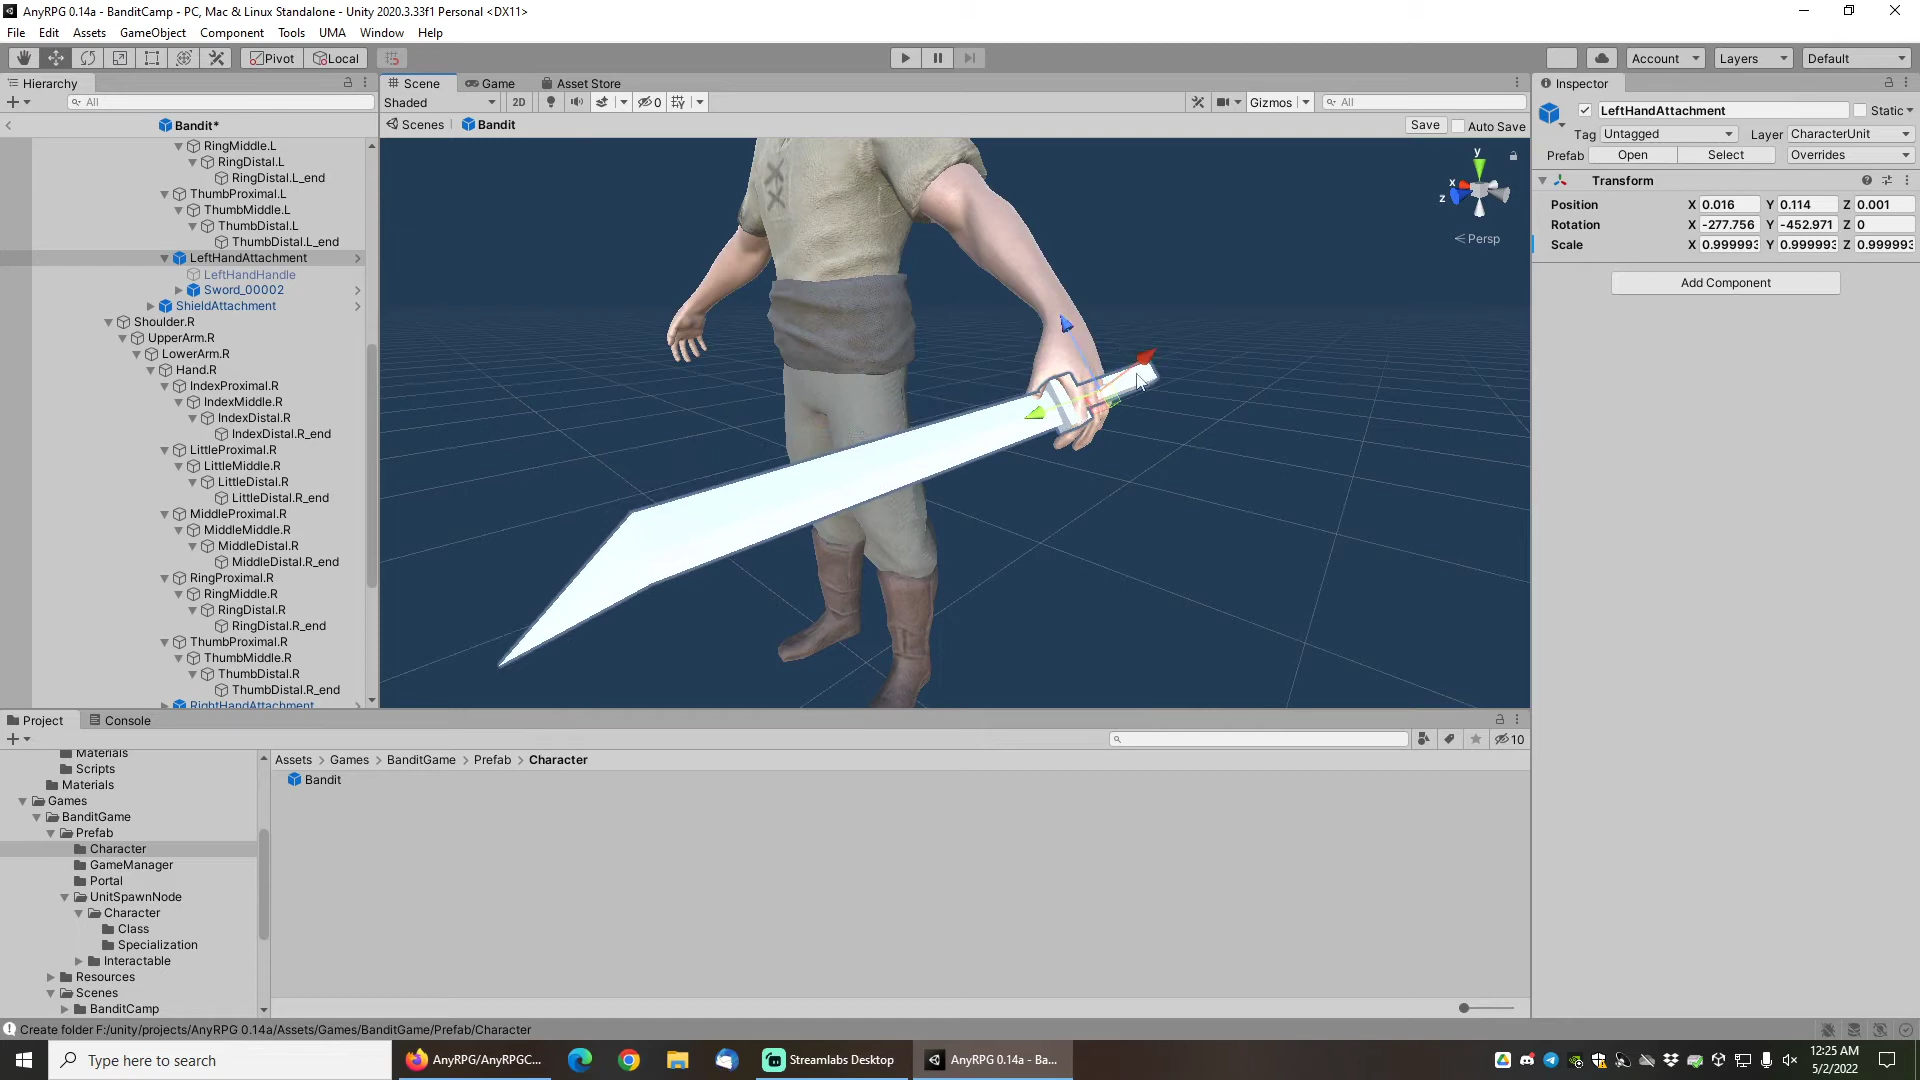 AnyRPG 0.14a - BanditCamp - PC, Mac & Linux Standalone - Unity 2020.3.33f1 Personal <DX11>
File Edit Assets GameObject Component Tools UMA Window Help
Pivot Local Account Layers Default
Hierarchy Scene Game Asset Store Inspector
All Shaded 2D 0 Gizmos All LeftHandAttachment Static
Bandit* Scenes Bandit Save Auto Save
Tag Untagged Layer CharacterUnit
Prefab Open Select Overrides
Transform
Position X 0.016 Y 0.114 Z 0.001
Rotation X -277.756 Y -452.971 Z 0
Scale X 0.999993 Y 0.999993 Z 0.999993
Add Component
y
x
z
Persp
RingMiddle.L
RingDistal.L
RingDistal.L_end
ThumbProximal.L
ThumbMiddle.L
ThumbDistal.L
ThumbDistal.L_end
LeftHandAttachment
LeftHandHandle
Sword_00002
ShieldAttachment
Shoulder.R
UpperArm.R
LowerArm.R
Hand.R
IndexProximal.R
IndexMiddle.R
IndexDistal.R
IndexDistal.R_end
LittleProximal.R
LittleMiddle.R
LittleDistal.R
LittleDistal.R_end
MiddleProximal.R
MiddleMiddle.R
MiddleDistal.R
MiddleDistal.R_end
RingProximal.R
RingMiddle.R
RingDistal.R
RingDistal.R_end
ThumbProximal.R
ThumbMiddle.R
ThumbDistal.R
ThumbDistal.R_end
RightHandAttachment
Project Console
10
Materials
Scripts
Materials
Games
BanditGame
Prefab
Character
GameManager
Portal
UnitSpawnNode
Character
Class
Specialization
Interactable
Resources
Scenes
BanditCamp
Assets > Games > BanditGame > Prefab > Character
Bandit
Create folder F:/unity/projects/AnyRPG 0.14a/Assets/Games/BanditGame/Prefab/Character
Type here to search
AnyRPG/AnyRPGC...
Streamlabs Desktop
AnyRPG 0.14a - Ba...
12:25 AM
5/2/2022